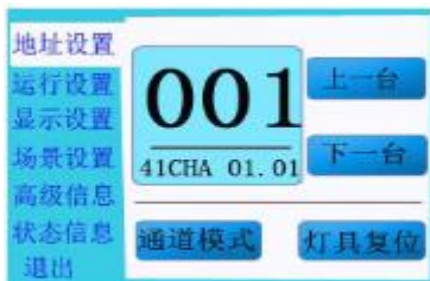 地址设置
运行设置
显示设置
场景设置
高级信息
状态信息
退出
001
41CHA 01.01
上一台
下一台
通道模式
灯具复位